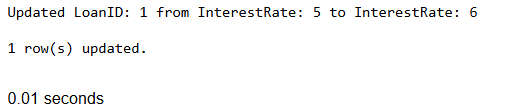 Updated LoanID: 1 from InterestRate: 5 to InterestRate: 6
1 row(s) updated.
0.01 seconds